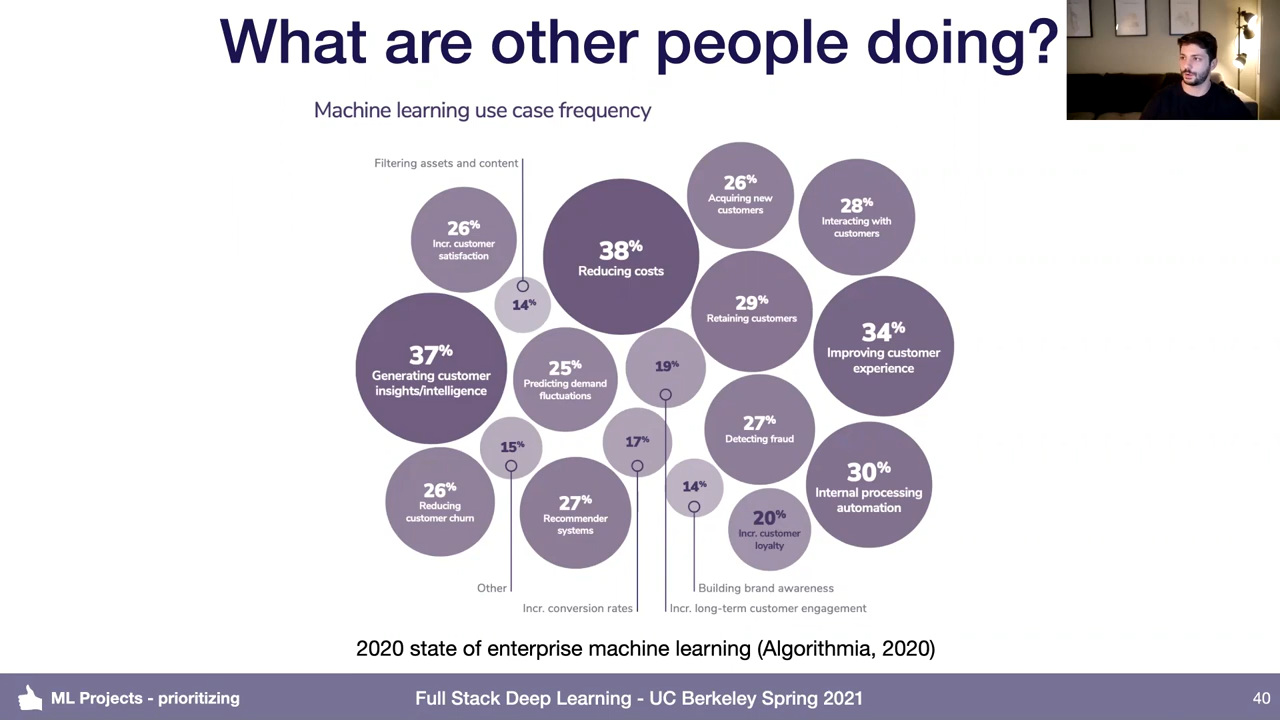 What are other people doing?
Machine learning use case frequency
Filtering assets and content
26%
Incr. customer
satisfaction
14%
38%
Reducing costs
26%
Acquiring new
customers
28%
Interacting with
customers
37%
Generating customer
insights/intelligence
25%
Predicting demand
fluctuations
19%
29%
Retaining customers
34%
Improving customer
experience
15%
17%
27%
Detecting fraud
26%
Reducing
customer churn
27%
Recommender
systems
14%
20%
Incr. customer
loyalty
30%
Internal processing
automation
Other
Building brand awareness
Incr. conversion rates
Incr. long-term customer engagement
2020 state of enterprise machine learning (Algorithmia, 2020)
ML Projects - prioritizing
Full Stack Deep Learning - UC Berkeley Spring 2021
40